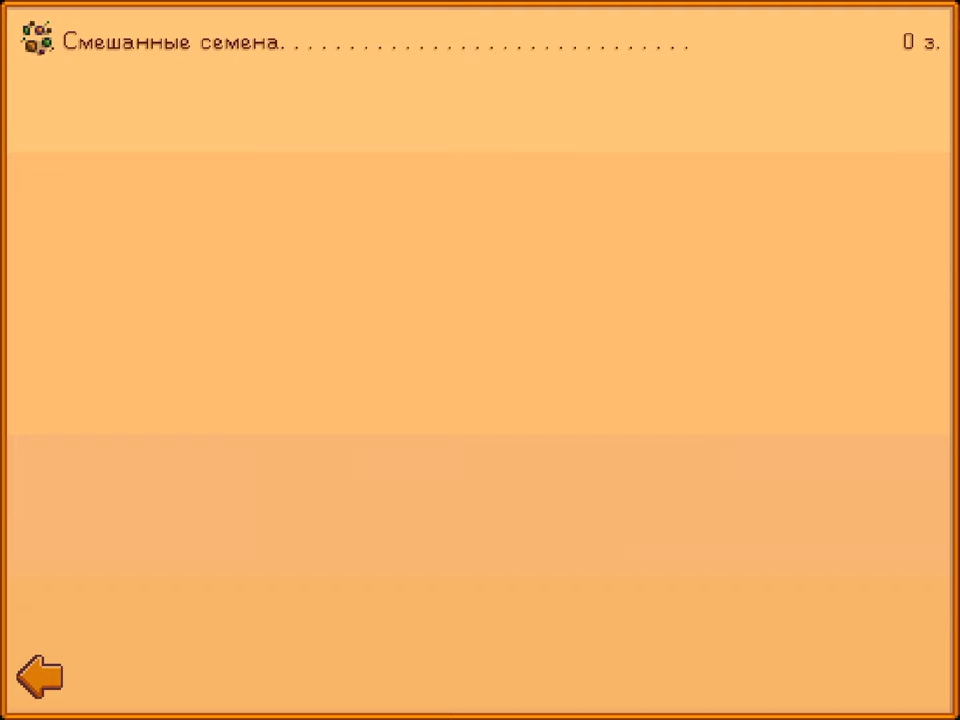 Смешанные семена. . . . . . . . . . . . . . . . . . . . . . . . . . . . . . 0 з.